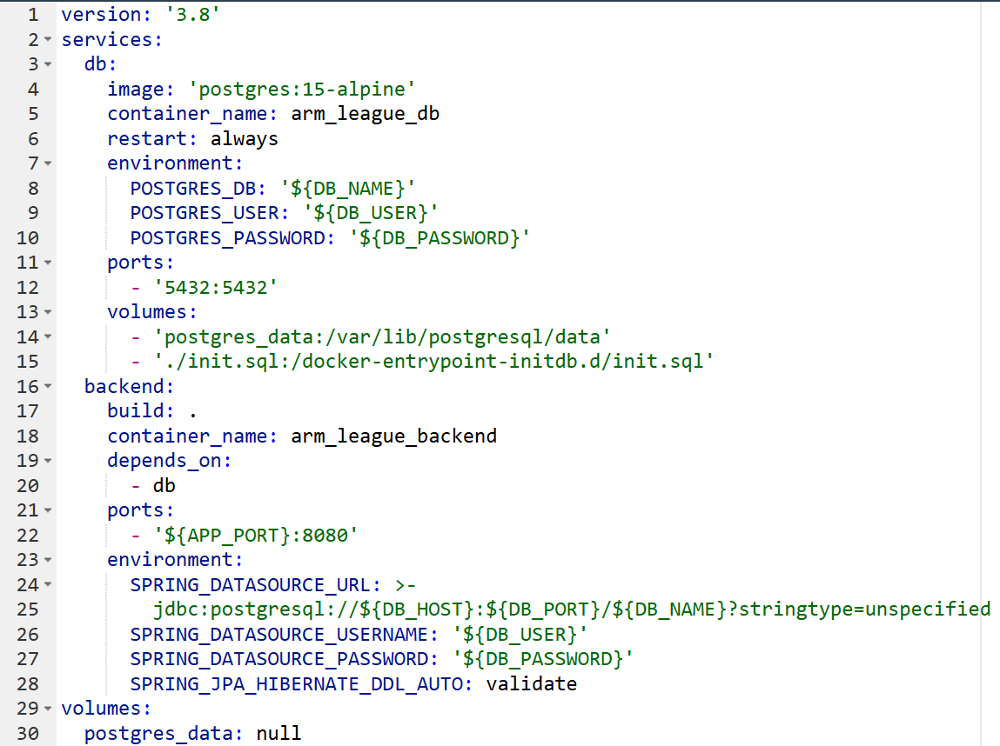 1 version: '3.8'
2 services:
3   db:
4     image: 'postgres:15-alpine'
5     container_name: arm_league_db
6     restart: always
7     environment:
8       POSTGRES_DB: '${DB_NAME}'
9       POSTGRES_USER: '${DB_USER}'
10       POSTGRES_PASSWORD: '${DB_PASSWORD}'
11     ports:
12       - '5432:5432'
13     volumes:
14       - 'postgres_data:/var/lib/postgresql/data'
15       - './init.sql:/docker-entrypoint-initdb.d/init.sql'
16   backend:
17     build: .
18     container_name: arm_league_backend
19     depends_on:
20       - db
21     ports:
22       - '${APP_PORT}:8080'
23     environment:
24       SPRING_DATASOURCE_URL: >-
25         jdbc:postgresql://${DB_HOST}:${DB_PORT}/${DB_NAME}?stringtype=unspecified
26       SPRING_DATASOURCE_USERNAME: '${DB_USER}'
27       SPRING_DATASOURCE_PASSWORD: '${DB_PASSWORD}'
28       SPRING_JPA_HIBERNATE_DDL_AUTO: validate
29 volumes:
30   postgres_data: null